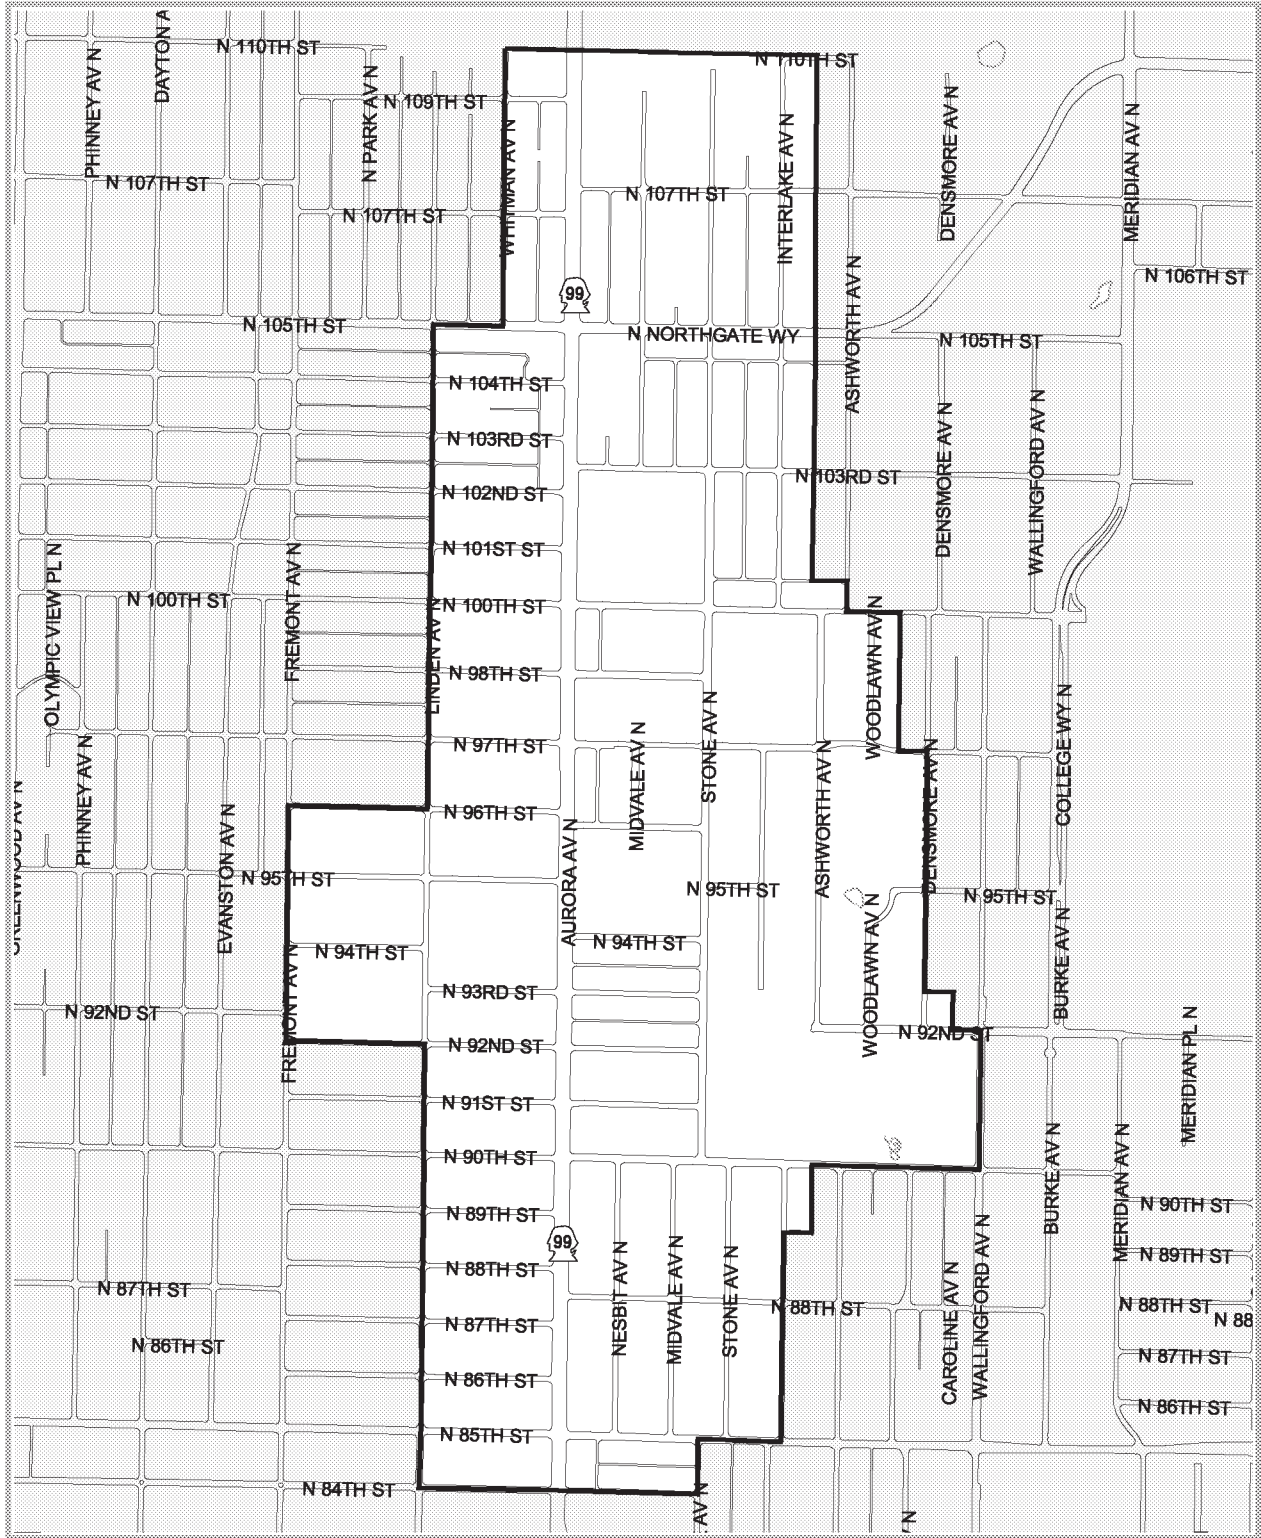 DAYTON A
N 110TH ST
PHINNEY AV N
N PARK AV N
N 109TH ST
N 110TH ST
DENSMORE AV N
MERIDIAN AV N
WHITMAN AV N
INTERLAKE AV N
N 107TH ST
N 107TH ST
N 107TH ST
ASHWORTH AV N
N 106TH ST
99
N 105TH ST
N NORTHGATE WY
N 105TH ST
N 104TH ST
DENSMORE AV N
WALLINGFORD AV N
N 103RD ST
N 103RD ST
N 102ND ST
OLYMPIC VIEW PL N
FREMONT AV N
N 101ST ST
N 100TH ST
N 100TH ST
LINDEN AV N
WOODLAWN AV N
N 98TH ST
COLLEGE WY N
STONE AV N
MIDVALE AV N
N 97TH ST
PHINNEY AV N
ASHWORTH AV N
DENSMORE AV N
GREENWOOD AV N
EVANSTON AV N
N 96TH ST
AURORA AV N
N 95TH ST
N 95TH ST
N 95TH ST
WOODLAWN AV N
BURKE AV N
N 94TH ST
N 94TH ST
FREMONT AV N
N 93RD ST
N 92ND ST
N 92ND ST
N 92ND ST
MERIDIAN PL N
N 91ST ST
BURKE AV N
MERIDIAN AV N
N 90TH ST
N 90TH ST
N 89TH ST
WALLINGFORD AV N
99
N 89TH ST
NESBIT AV N
MIDVALE AV N
STONE AV N
CAROLINE AV N
N 88TH ST
N 87TH ST
N 88TH ST
N 88TH ST
N 88
N 87TH ST
N 86TH ST
N 87TH ST
N 86TH ST
N 86TH ST
N 85TH ST
N 84TH ST
AV N
N